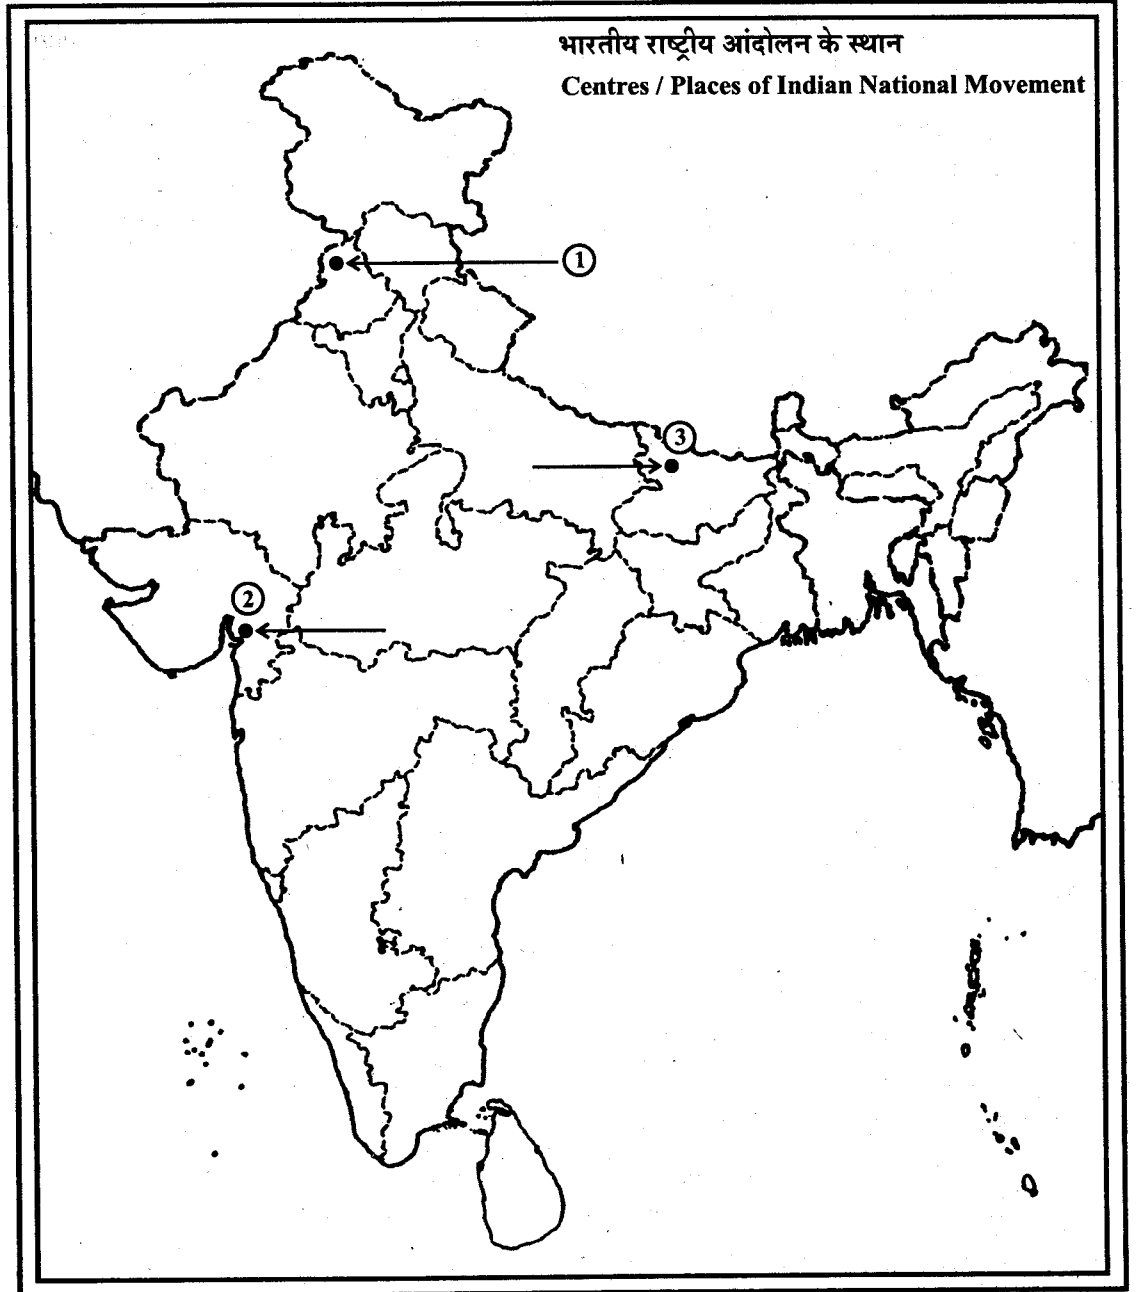 भारतीय राष्ट्रीय आंदोलन के स्थान
Centres / Places of Indian National Movement
1
3
2